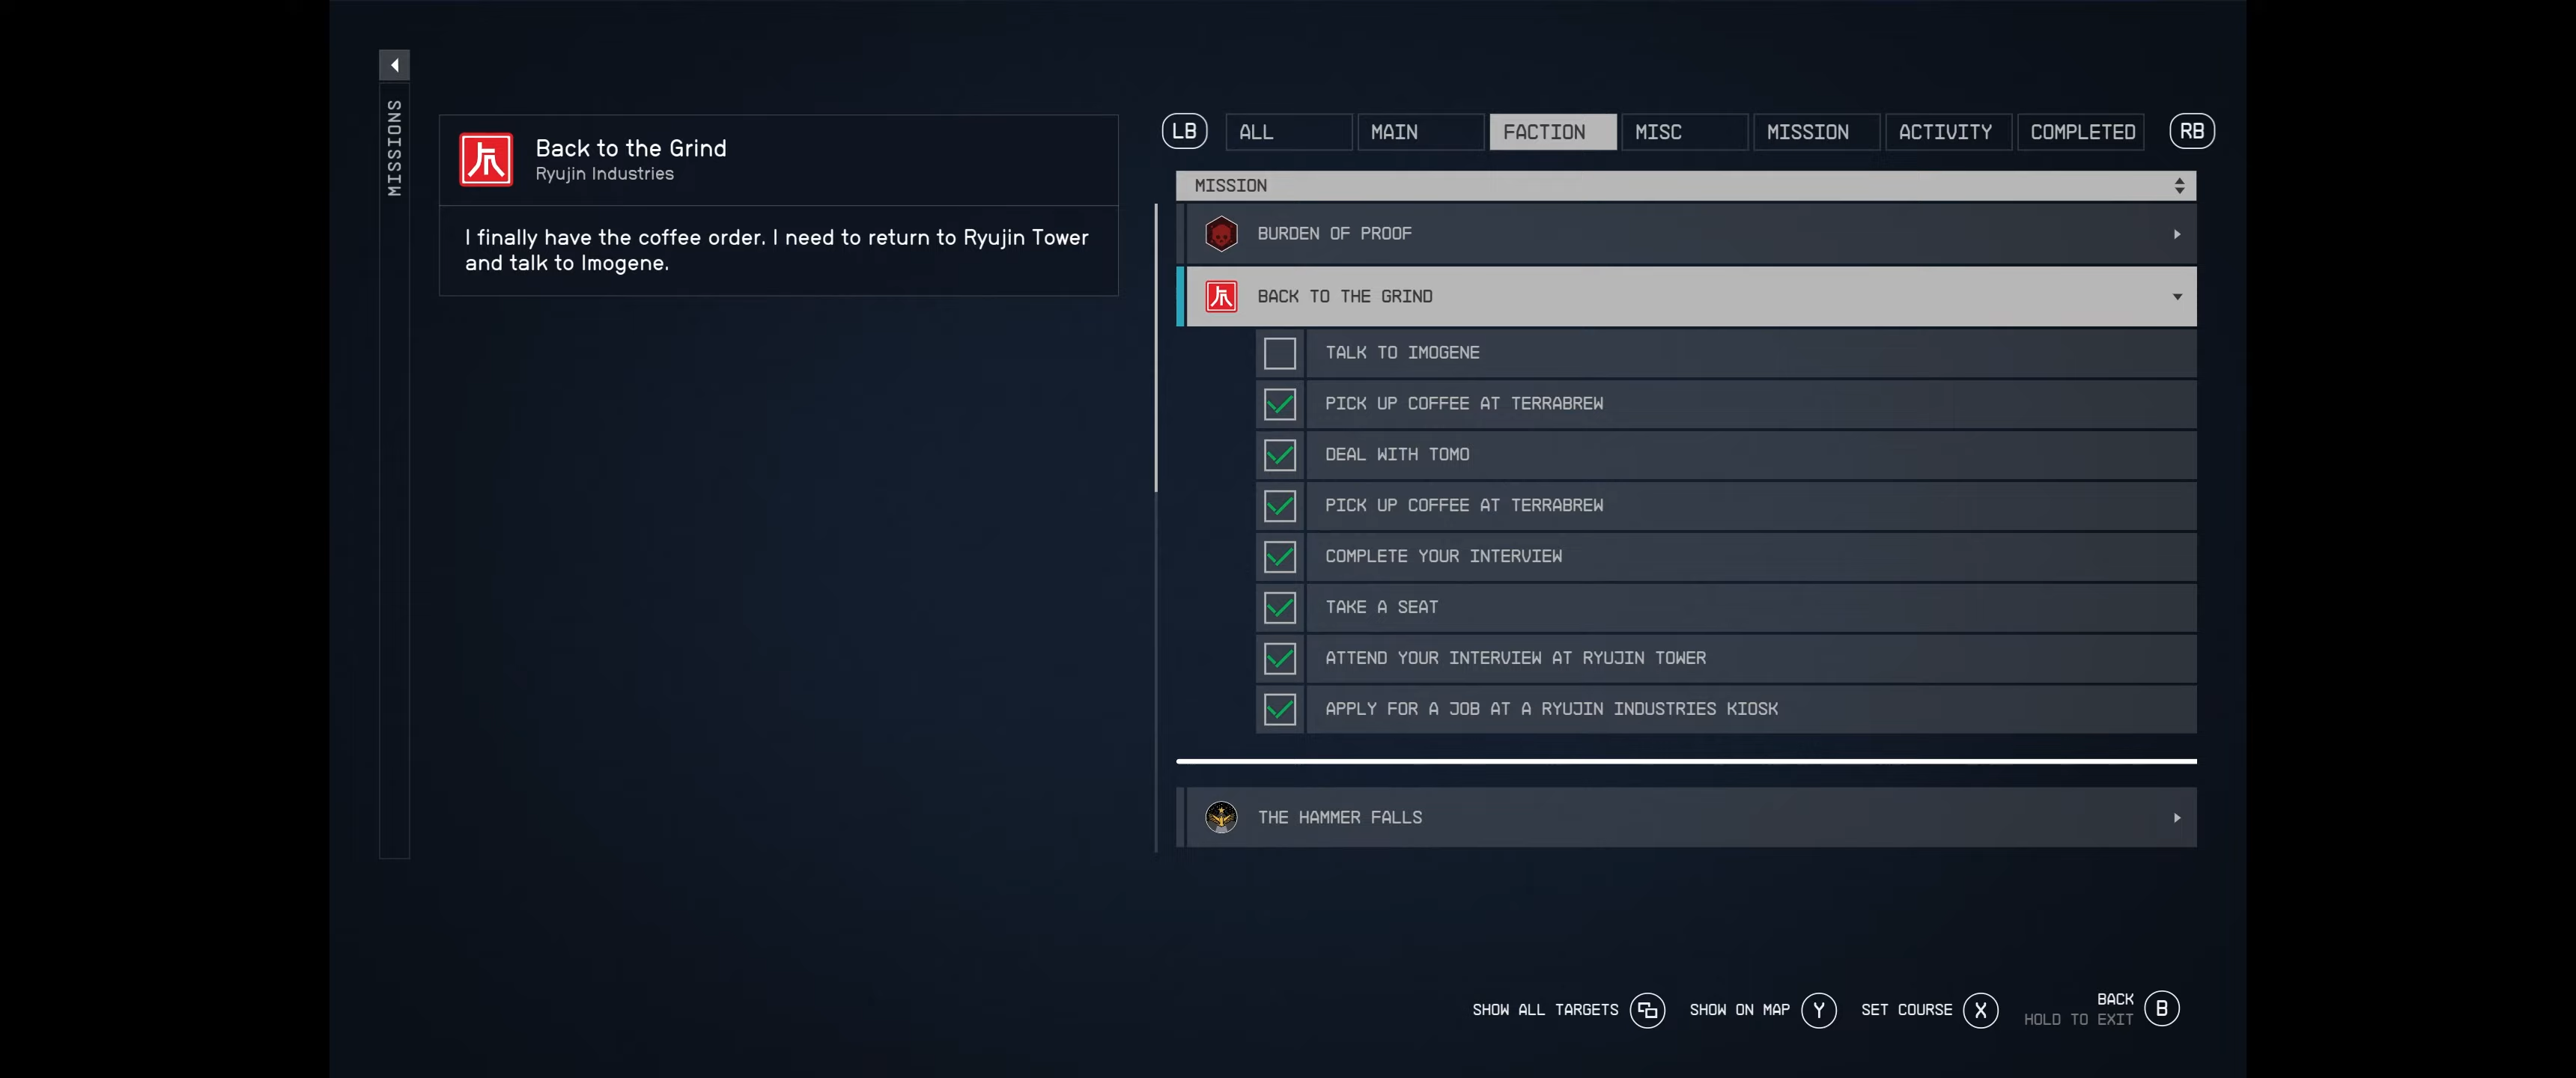 MISSIONS
Back to the Grind
Ryujin Industries
I finally have the coffee order. I need to return to Ryujin Tower
and talk to Imogene.
LB ALL MAIN FACTION MISC MISSION ACTIVITY COMPLETED RB
MISSION
BURDEN OF PROOF
BACK TO THE GRIND
TALK TO IMOGENE
PICK UP COFFEE AT TERRABREW
DEAL WITH TOMO
PICK UP COFFEE AT TERRABREW
COMPLETE YOUR INTERVIEW
TAKE A SEAT
ATTEND YOUR INTERVIEW AT RYUJIN TOWER
APPLY FOR A JOB AT A RYUJIN INDUSTRIES KIOSK
THE HAMMER FALLS
SHOW ALL TARGETS SHOW ON MAP Y SET COURSE X BACK B
HOLD TO EXIT